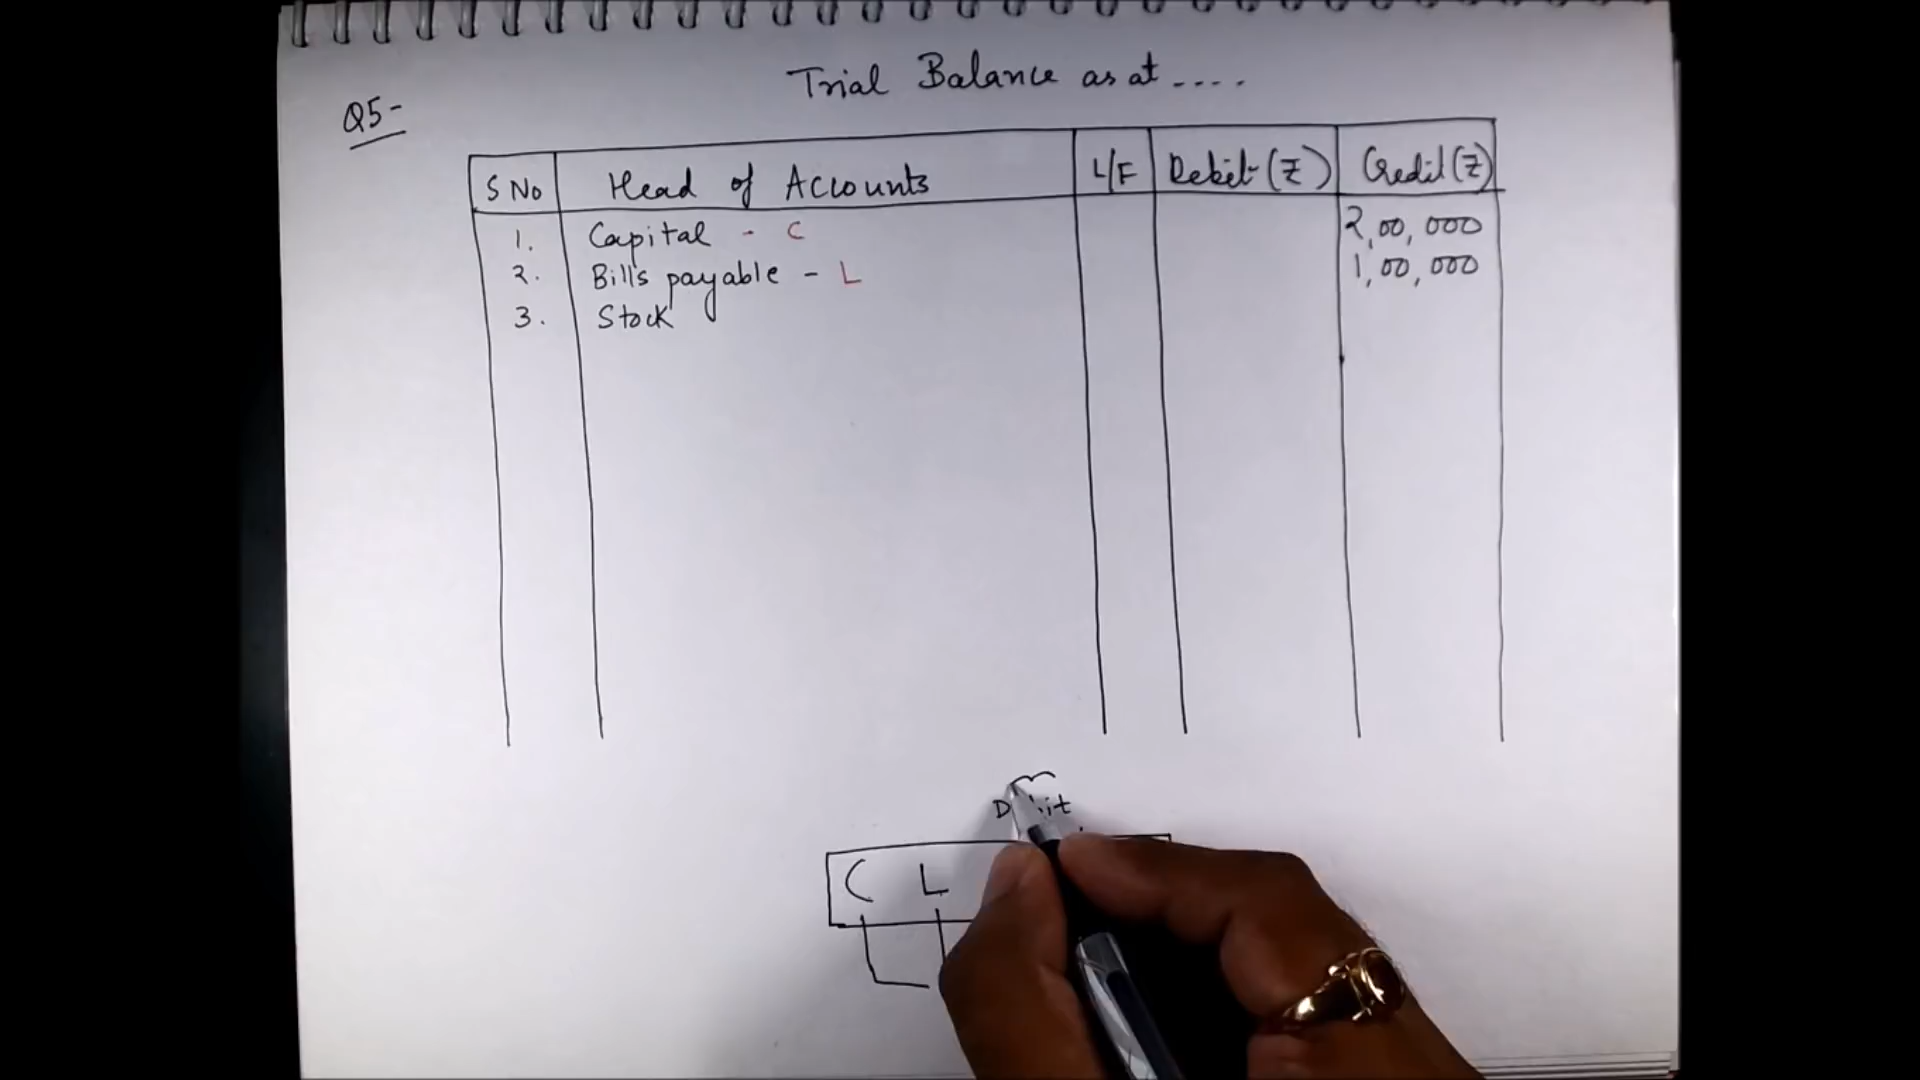 Trial Balance as at ....
Q5-
S No Head of Accounts L/F Debit (₹) Credit (₹)
1. Capital - C 2,00,000
2. Bills payable - L 1,00,000
3. Stock
C L